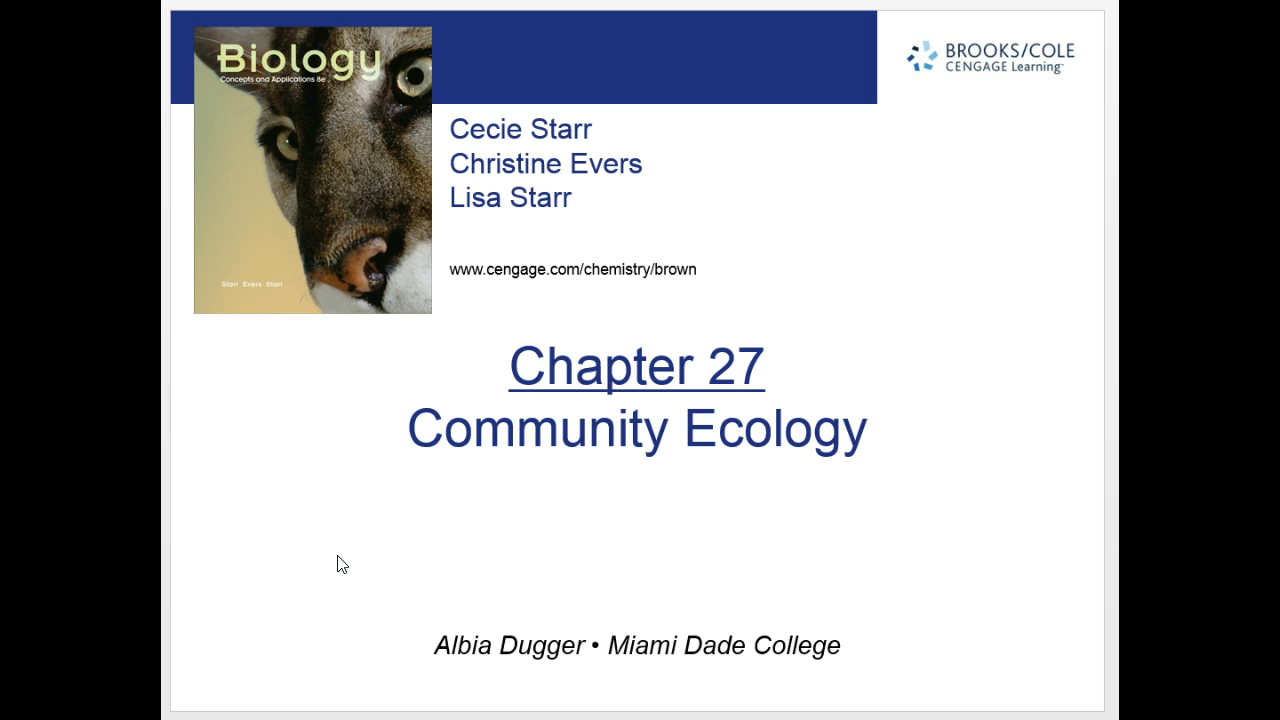 Biology
Concepts and Applications 8e
Starr Evers Starr
BROOKS/COLE
CENGAGE Learning™
Cecie Starr
Christine Evers
Lisa Starr
www.cengage.com/chemistry/brown
Chapter 27
Community Ecology
Albia Dugger • Miami Dade College